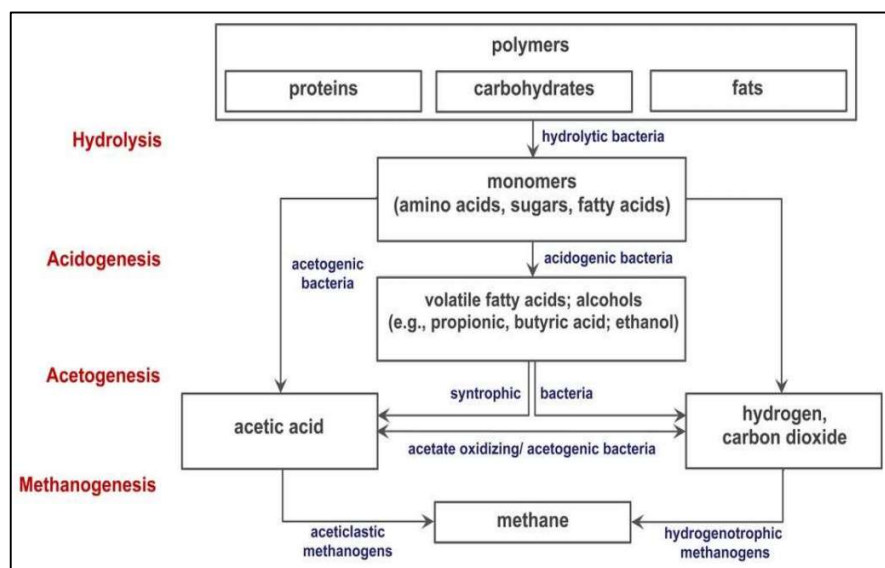 polymers
proteins
carbohydrates
fats
Hydrolysis
hydrolytic bacteria
monomers
(amino acids, sugars, fatty acids)
Acidogenesis
acetogenic
bacteria
acidogenic bacteria
volatile fatty acids; alcohols
(e.g., propionic, butyric acid; ethanol)
Acetogenesis
syntrophic
bacteria
acetic acid
hydrogen,
carbon dioxide
acetate oxidizing/ acetogenic bacteria
Methanogenesis
methane
aceticlastic
methanogens
hydrogenotrophic
methanogens